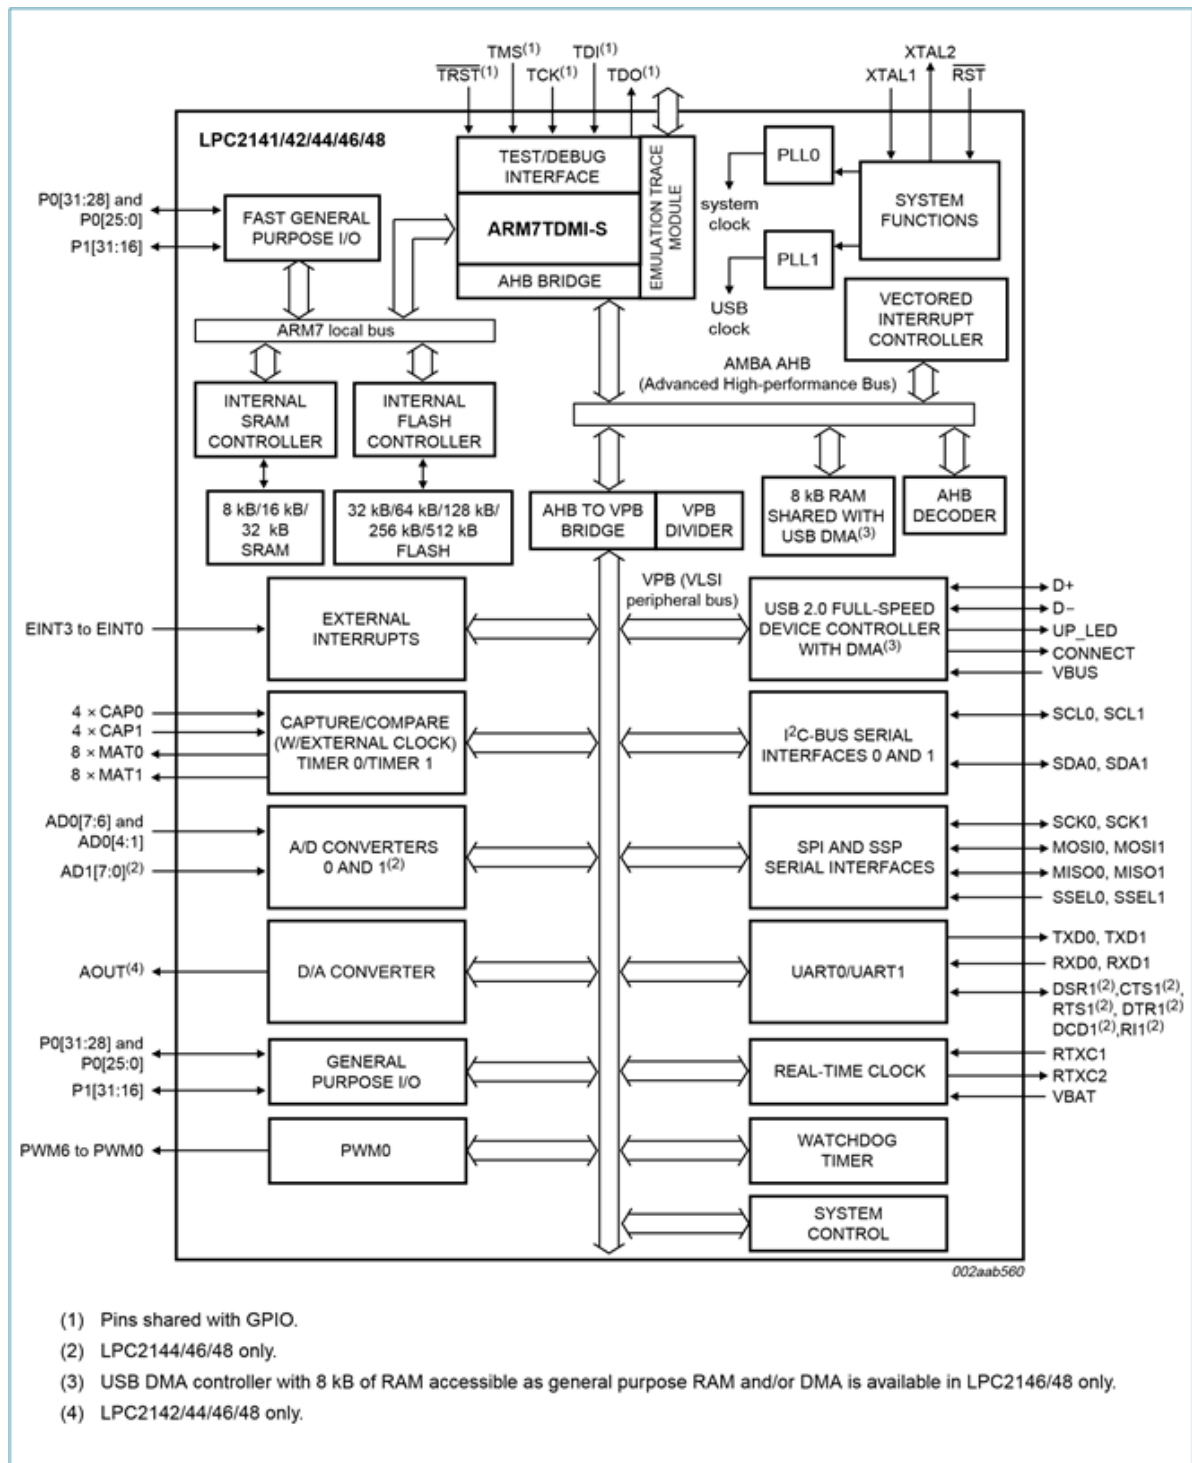 TMS(1)
TDI(1)
TRST(1)
TCK(1)
TDO(1)
XTAL2
XTAL1
RST
LPC2141/42/44/46/48
TEST/DEBUG
INTERFACE
ARM7TDMI-S
AHB BRIDGE
EMULATION TRACE
MODULE
PLL0
system
clock
PLL1
USB
clock
SYSTEM
FUNCTIONS
P0[31:28] and
P0[25:0]
P1[31:16]
FAST GENERAL
PURPOSE I/O
VECTORED
INTERRUPT
CONTROLLER
ARM7 local bus
AMBA AHB
(Advanced High-performance Bus)
INTERNAL
SRAM
CONTROLLER
INTERNAL
FLASH
CONTROLLER
8 kB/16 kB/
32 kB
SRAM
32 kB/64 kB/128 kB/
256 kB/512 kB
FLASH
AHB TO VPB
BRIDGE
VPB
DIVIDER
8 kB RAM
SHARED WITH
USB DMA(3)
AHB
DECODER
VPB (VLSI
peripheral bus)
EINT3 to EINT0
EXTERNAL
INTERRUPTS
USB 2.0 FULL-SPEED
DEVICE CONTROLLER
WITH DMA(3)
D+
D−
UP_LED
CONNECT
VBUS
4 × CAP0
4 × CAP1
8 × MAT0
8 × MAT1
CAPTURE/COMPARE
(W/EXTERNAL CLOCK)
TIMER 0/TIMER 1
I2C-BUS SERIAL
INTERFACES 0 AND 1
SCL0, SCL1
SDA0, SDA1
AD0[7:6] and
AD0[4:1]
AD1[7:0](2)
A/D CONVERTERS
0 AND 1(2)
SPI AND SSP
SERIAL INTERFACES
SCK0, SCK1
MOSI0, MOSI1
MISO0, MISO1
SSEL0, SSEL1
AOUT(4)
D/A CONVERTER
UART0/UART1
TXD0, TXD1
RXD0, RXD1
DSR1(2),CTS1(2),
RTS1(2), DTR1(2)
DCD1(2),RI1(2)
P0[31:28] and
P0[25:0]
P1[31:16]
GENERAL
PURPOSE I/O
REAL-TIME CLOCK
RTXC1
RTXC2
VBAT
PWM6 to PWM0
PWM0
WATCHDOG
TIMER
SYSTEM
CONTROL
002aab560
(1) Pins shared with GPIO.
(2) LPC2144/46/48 only.
(3) USB DMA controller with 8 kB of RAM accessible as general purpose RAM and/or DMA is available in LPC2146/48 only.
(4) LPC2142/44/46/48 only.